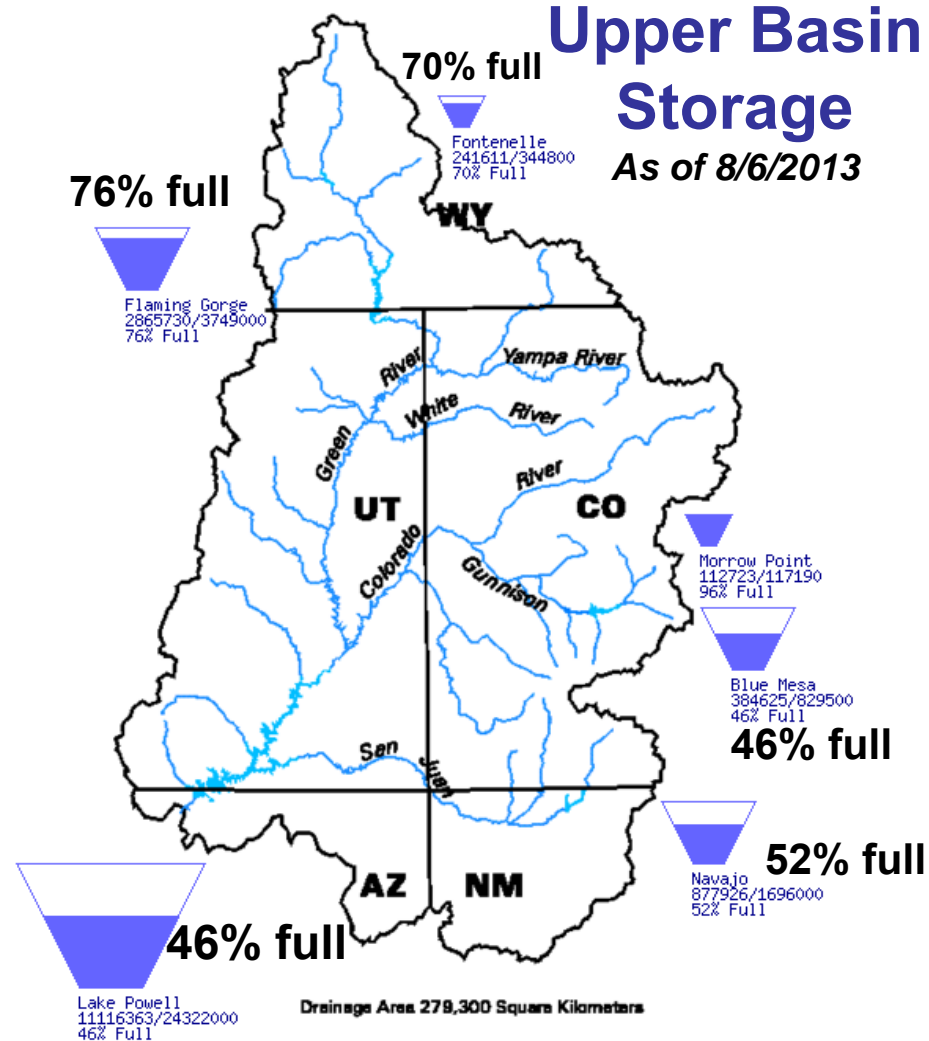 Upper Basin
Storage
As of 8/6/2013
70% full
Fontenelle
241611/344800
70% Full
WY
76% full
Flaming Gorge
2865730/3749000
76% Full
Yampa River
River
White
River
Green
River
UT
CO
Colorado
Gunnison
Morrow Point
112723/117190
96% Full
Blue Mesa
384625/829500
46% Full
46% full
San
Juan
Navajo
877926/1696000
52% Full
52% full
AZ
NM
46% full
Lake Powell
11116363/24322000
46% Full
Drainage Area 279,300 Square Kilometers